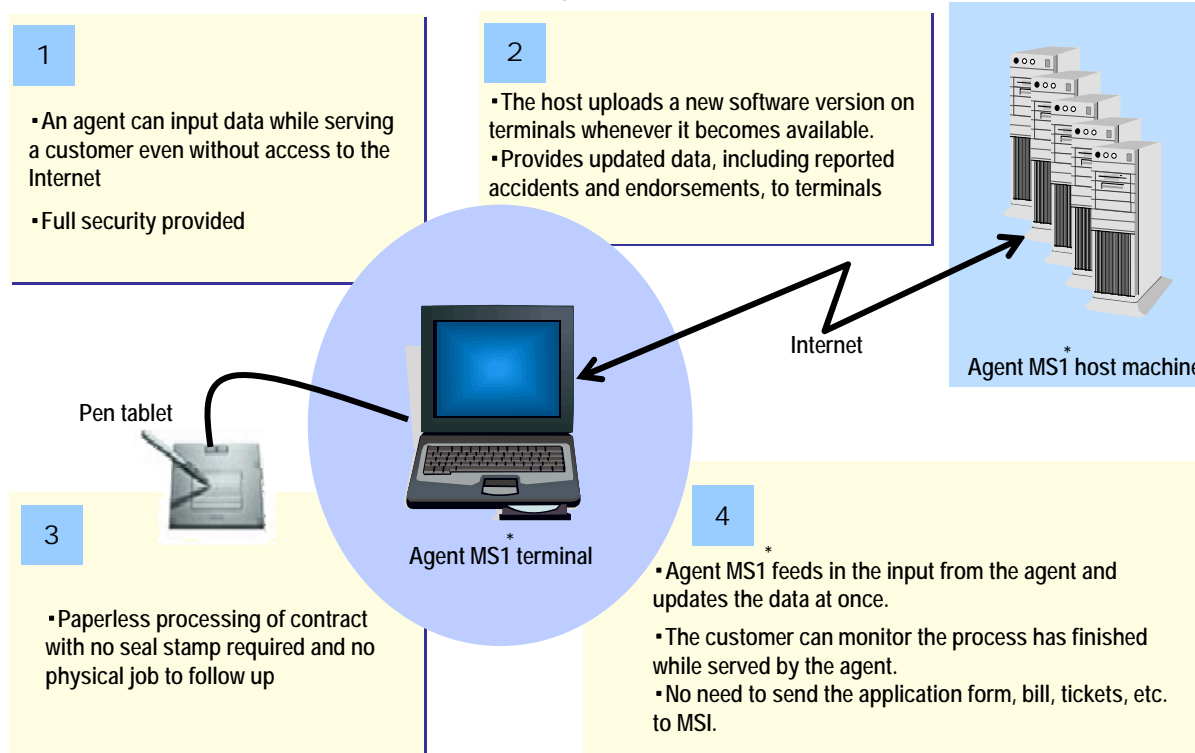 1
▪An agent can input data while serving
a customer even without access to the
Internet
▪Full security provided
2
▪The host uploads a new software version on
terminals whenever it becomes available.
▪Provides updated data, including reported
accidents and endorsements, to terminals
Internet
*
Agent MS1 host machine
Pen tablet
*
Agent MS1 terminal
3
▪Paperless processing of contract
with no seal stamp required and no
physical job to follow up
4
*
▪Agent MS1 feeds in the input from the agent and
updates the data at once.
▪The customer can monitor the process has finished
while served by the agent.
▪No need to send the application form, bill, tickets, etc.
to MSI.